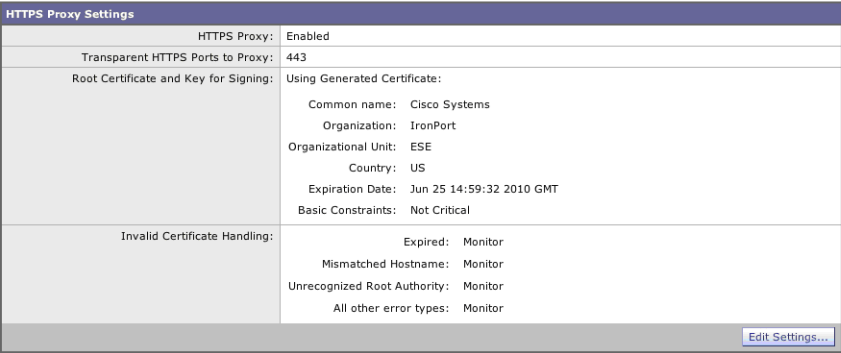 HTTPS Proxy Settings
HTTPS Proxy: Enabled
Transparent HTTPS Ports to Proxy: 443
Root Certificate and Key for Signing: Using Generated Certificate:
Common name: Cisco Systems
Organization: IronPort
Organizational Unit: ESE
Country: US
Expiration Date: Jun 25 14:59:32 2010 GMT
Basic Constraints: Not Critical
Invalid Certificate Handling:
Expired: Monitor
Mismatched Hostname: Monitor
Unrecognized Root Authority: Monitor
All other error types: Monitor
Edit Settings...